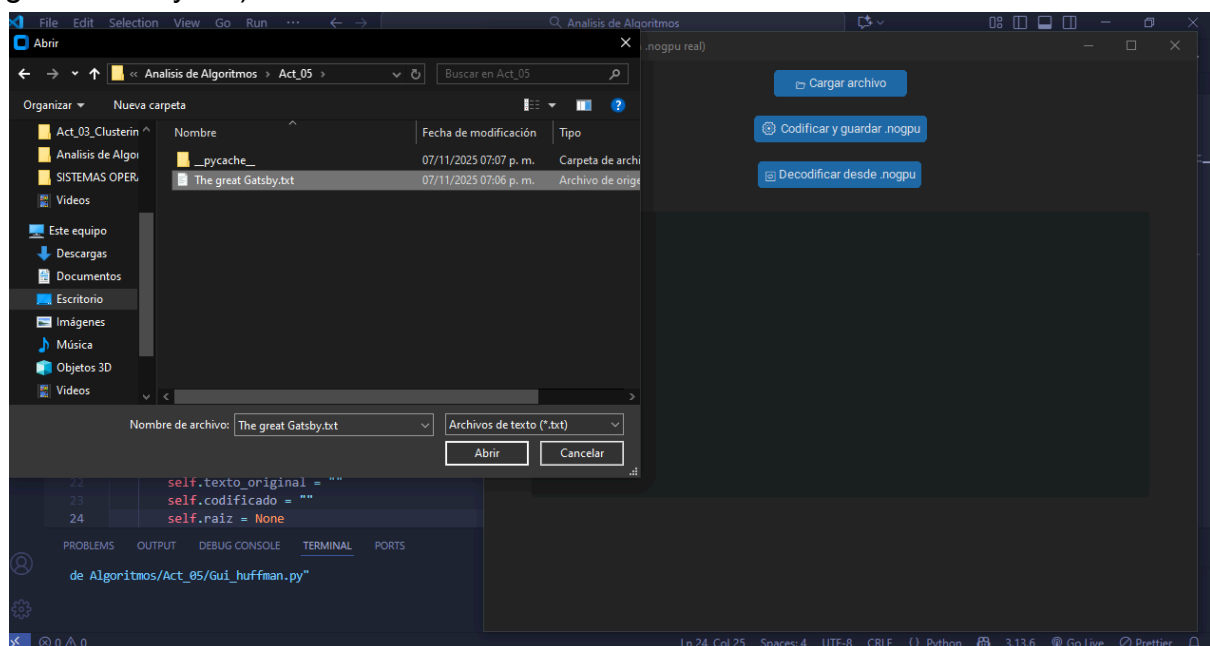 File Edit Selection View Go Run ··· Analisis de Algoritmos
Abrir
.nogpu real)
« Analisis de Algoritmos > Act_05 >
Buscar en Act_05
Organizar Nueva carpeta
Act_03_Clusterin
Analisis de Algor
SISTEMAS OPER.
Videos
Este equipo
Descargas
Documentos
Escritorio
Imágenes
Música
Objetos 3D
Videos
Nombre Fecha de modificación Tipo
__pycache__ 07/11/2025 07:07 p. m. Carpeta de archi
The great Gatsby.txt 07/11/2025 07:06 p. m. Archivo de orige
Nombre de archivo: The great Gatsby.txt Archivos de texto (*.txt)
Abrir Cancelar
Cargar archivo
Codificar y guardar .nogpu
Decodificar desde .nogpu
22 self.texto_original = ""
23 self.codificado = ""
24 self.raiz = None
PROBLEMS OUTPUT DEBUG CONSOLE TERMINAL PORTS
de Algoritmos/Act_05/Gui_huffman.py"
0 0 Ln 24, Col 25 Spaces: 4 UTF-8 CRLF {} Python 3.13.6 Go Live Prettier